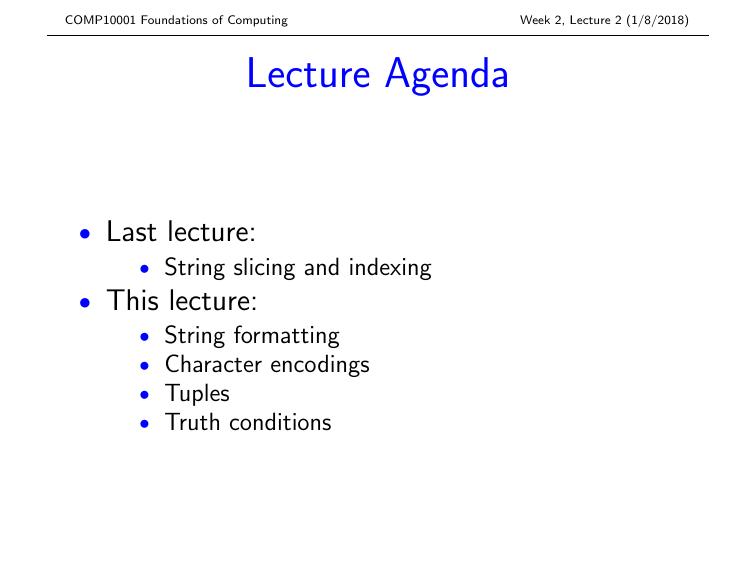 COMP10001 Foundations of Computing Week 2, Lecture 2 (1/8/2018)
Lecture Agenda
• Last lecture:
• String slicing and indexing
• This lecture:
• String formatting
• Character encodings
• Tuples
• Truth conditions